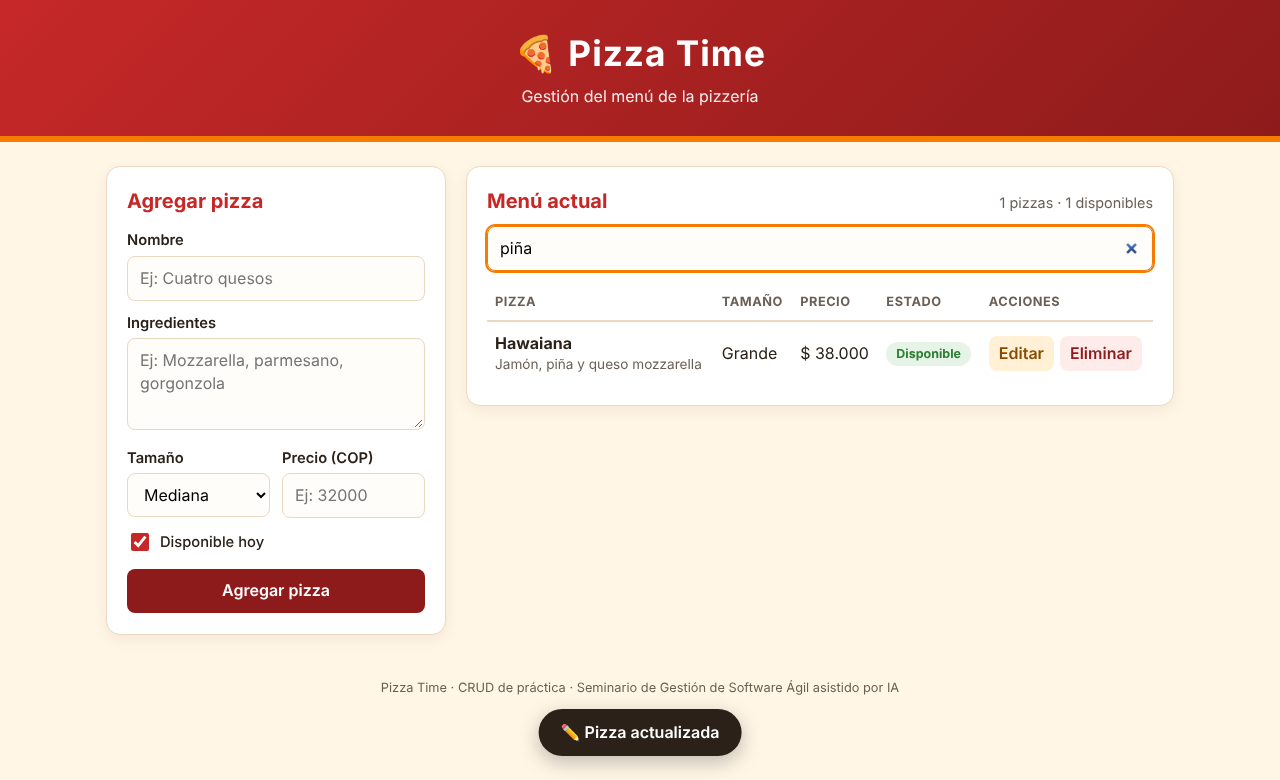 🍕 Pizza Time
Gestión del menú de la pizzería
Agregar pizza
Nombre
Ej: Cuatro quesos
Ingredientes
Ej: Mozzarella, parmesano,
gorgonzola
Tamaño Precio (COP)
Mediana Ej: 32000
Disponible hoy
Agregar pizza
Menú actual 1 pizzas · 1 disponibles
piña
PIZZA TAMAÑO PRECIO ESTADO ACCIONES
Hawaiana
Jamón, piña y queso mozzarella
Grande $ 38.000 Disponible Editar Eliminar
Pizza Time · CRUD de práctica · Seminario de Gestión de Software Ágil asistido por IA
✏️ Pizza actualizada